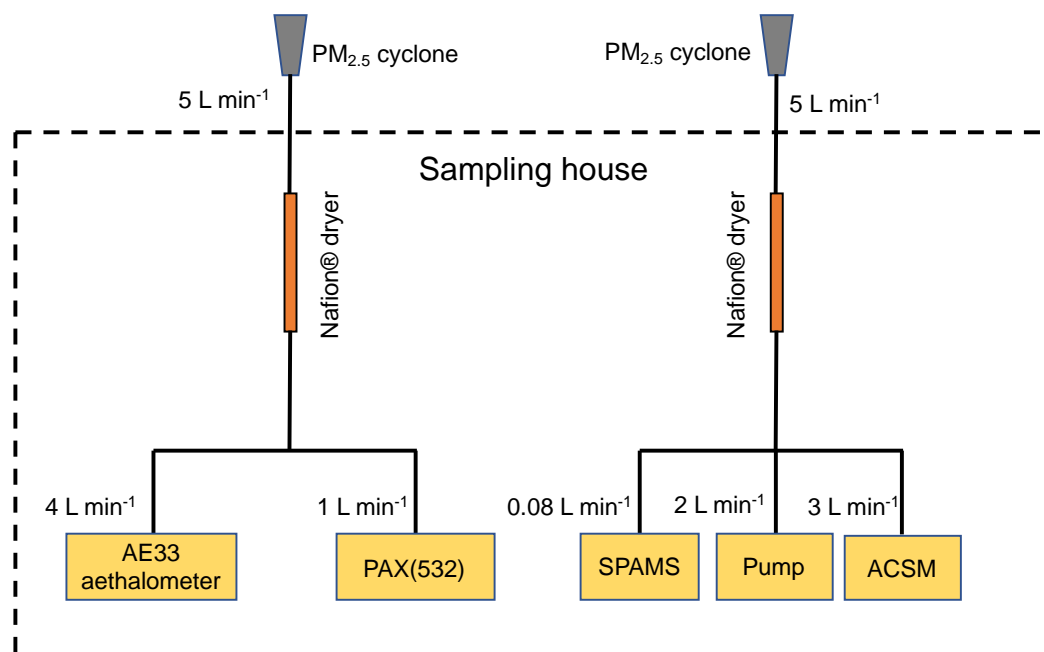 PM2.5 cyclone
PM2.5 cyclone
5 L min-1
5 L min-1
Sampling house
Nafion® dryer
Nafion® dryer
4 L min-1
1 L min-1
0.08 L min-1
2 L min-1
3 L min-1
AE33
aethalometer
PAX(532)
SPAMS
Pump
ACSM